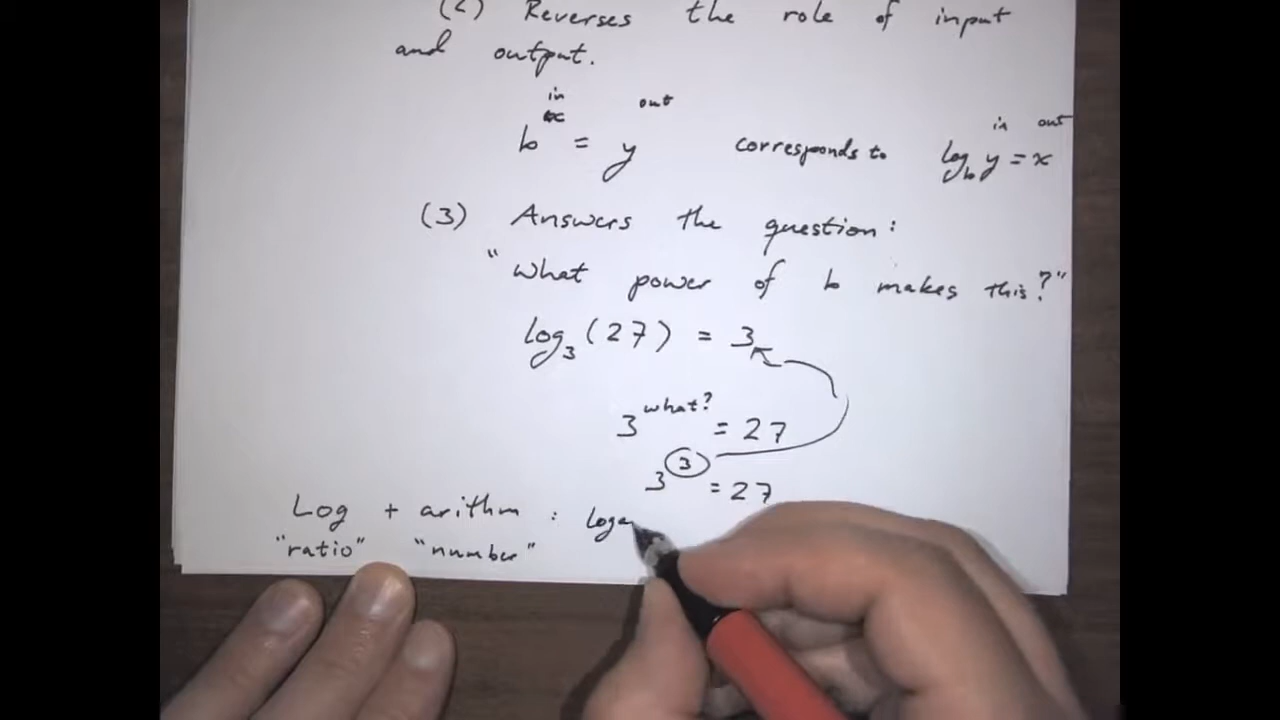 (2) Reverses the role of input
and output.
in out in out
b^x = y corresponds to log_b y = x
(3) Answers the question:
"What power of b makes this?"
log_3(27) = 3
3^what? = 27
3^3 = 27
Log + arithm : Loga
"ratio" "number"